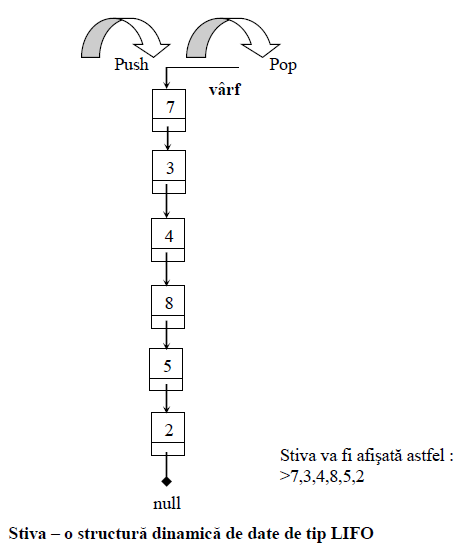 Push Pop
vârf
7
3
4
8
5
2
Stiva va fi afişată astfel :
>7,3,4,8,5,2
null
Stiva – o structură dinamică de date de tip LIFO